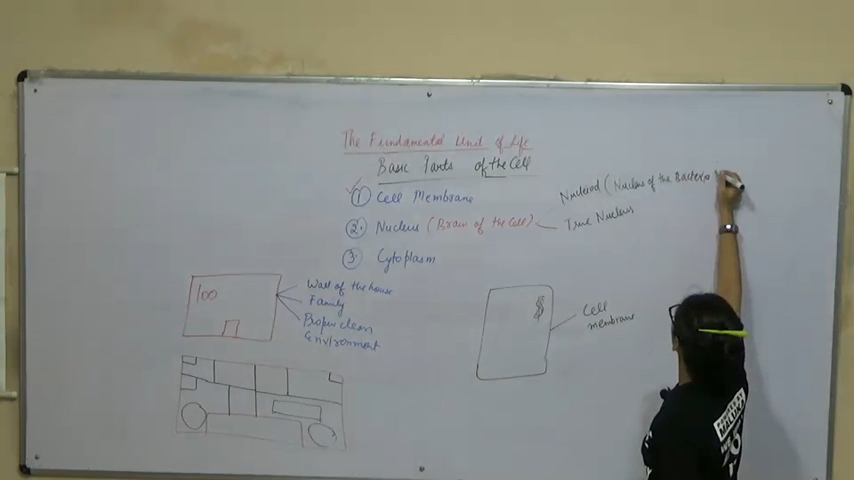 The Fundamental Unit of Life
Basic Parts of the Cell
1 Cell Membrane
2. Nucleus (Brain of the Cell)
Nucleoid (Nucleus of the Bacteria
True Nucleus
3. Cytoplasm
100
Wall of the house
Family
Proper clean
Environment
Cell
membrane